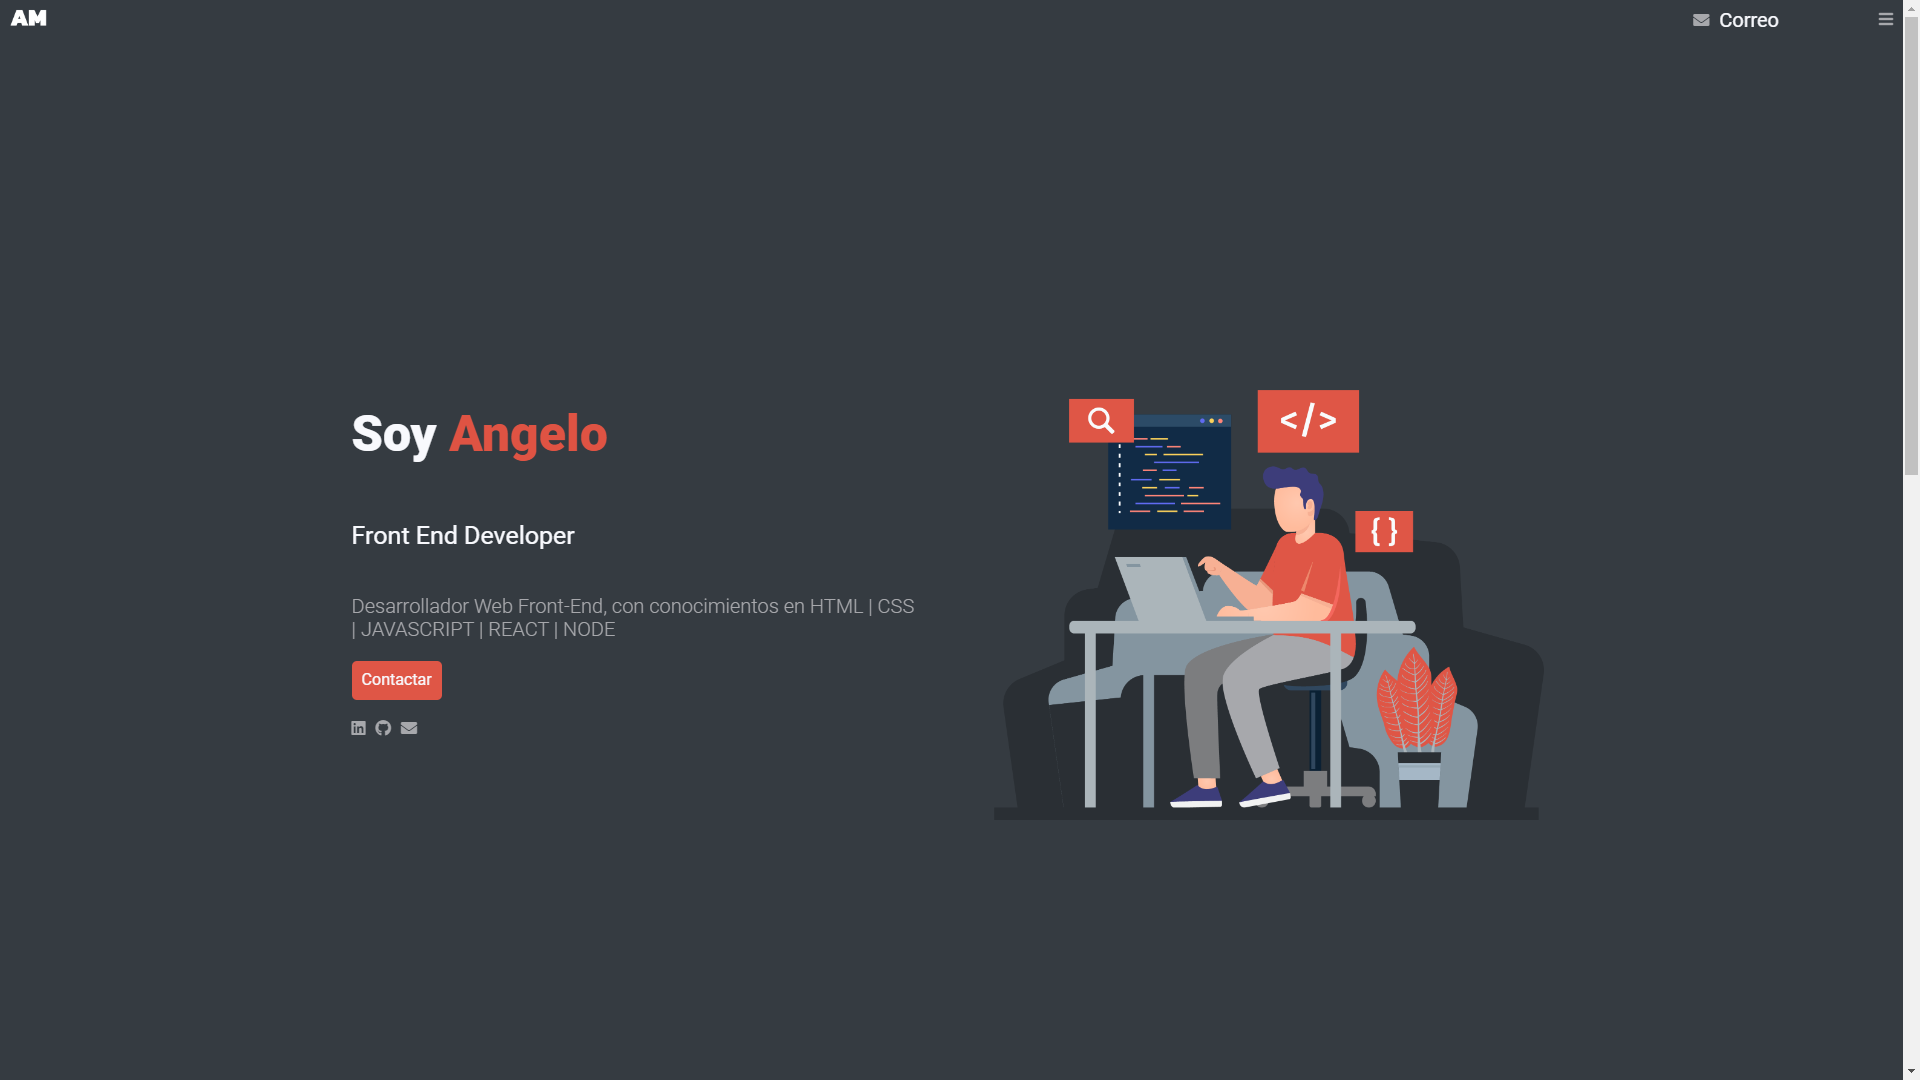 AM
Correo
Soy Angelo
Front End Developer
Desarrollador Web Front-End, con conocimientos en HTML | CSS
| JAVASCRIPT | REACT | NODE
Contactar
</>
{ }